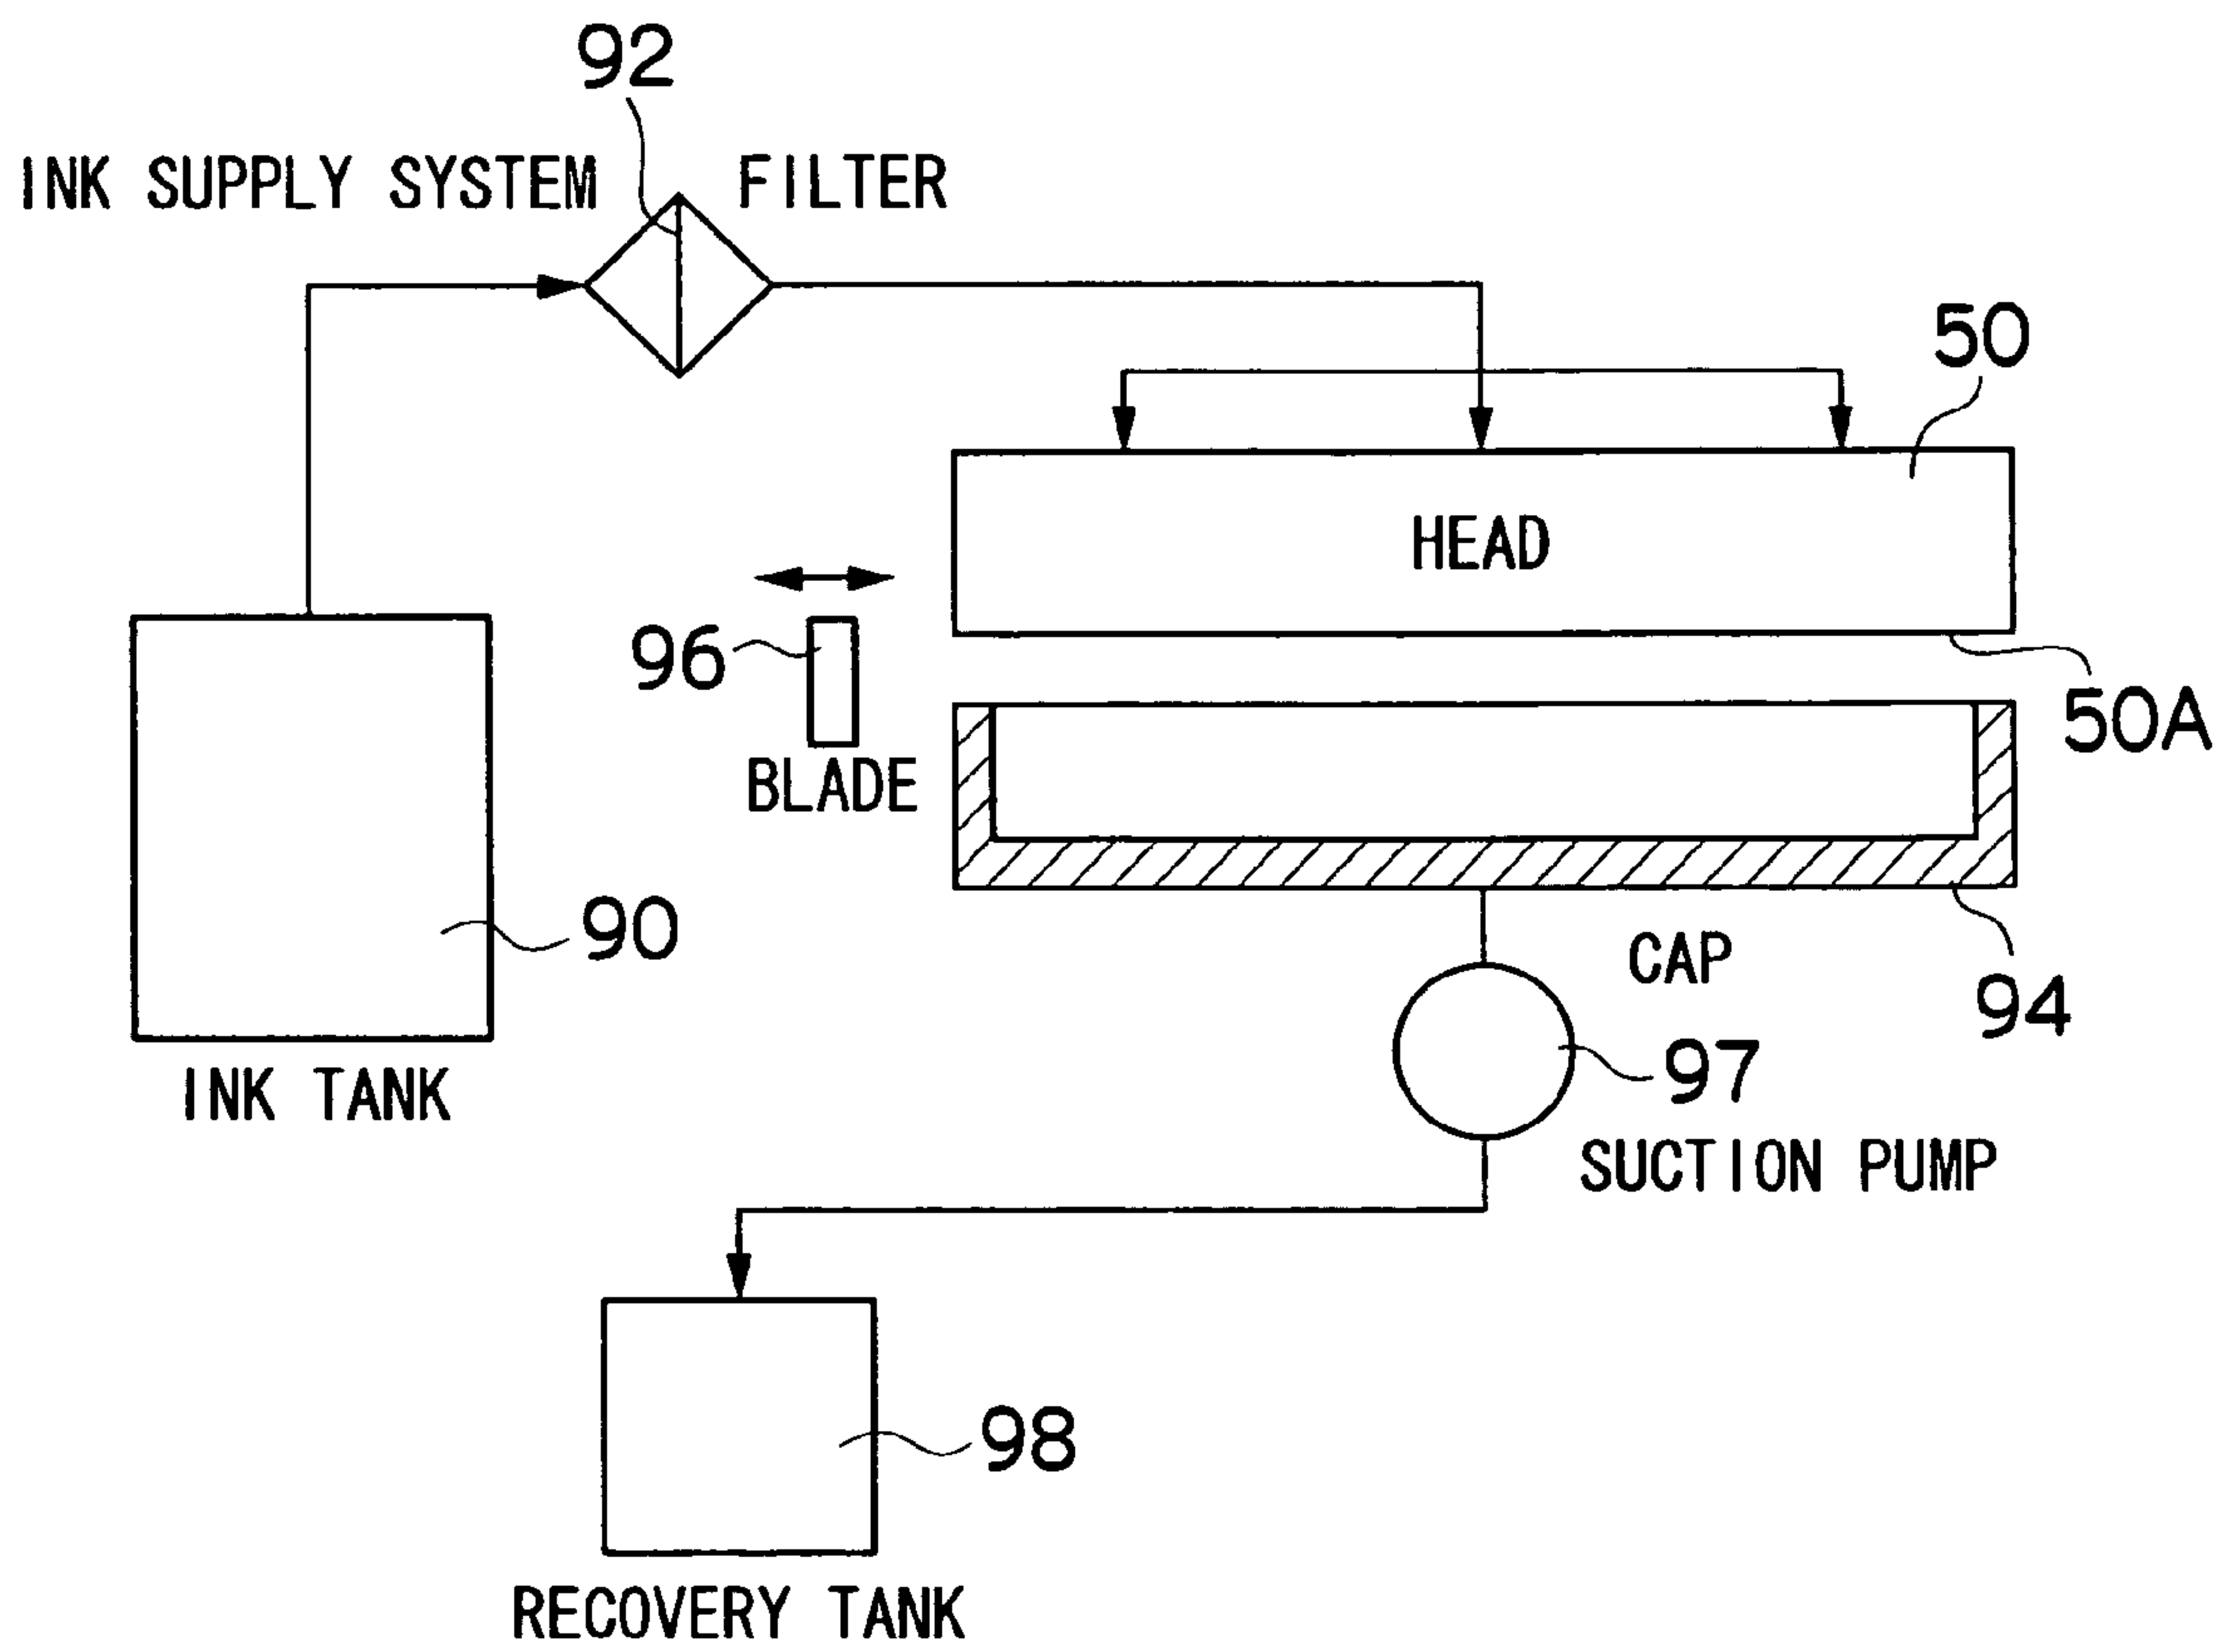 92
INK SUPPLY SYSTEM
FILTER
50
HEAD
96
50A
BLADE
90
CAP
94
97
INK TANK
SUCTION PUMP
98
RECOVERY TANK